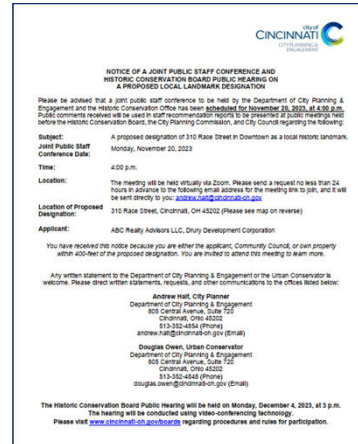 city of
CINCINNATI
CITY PLANNING &
ENGAGEMENT
NOTICE OF A JOINT PUBLIC STAFF CONFERENCE AND
HISTORIC CONSERVATION BOARD PUBLIC HEARING ON
A PROPOSED LOCAL LANDMARK DESIGNATION
Please be advised that a joint public staff conference to be held by the Department of City Planning &
Engagement and the Historic Conservation Office has been scheduled for November 20, 2023, at 4:00 p.m.
Public comments received will be used in staff recommendation reports to be presented at public meetings held
before the Historic Conservation Board, the City Planning Commission, and City Council regarding the following:
Subject: A proposed designation of 310 Race Street in Downtown as a local historic landmark.
Joint Public Staff
Conference Date: Monday, November 20, 2023
Time: 4:00 p.m.
Location: The meeting will be held virtually via Zoom. Please send a request no less than 24
hours in advance to the following email address for the meeting link to join, and it will
be sent directly to you: andrew.halt@cincinnati-oh.gov
Location of Proposed
Designation: 310 Race Street, Cincinnati, OH 45202 (Please see map on reverse)
Applicant: ABC Realty Advisors LLC, Drury Development Corporation
You have received this notice because you are either the applicant, Community Council, or own property
within 400-feet of the proposed designation. You are invited to attend this meeting to learn more.
Any written statement to the Department of City Planning & Engagement or the Urban Conservator is
welcome. Please direct written statements, requests, and other communications to the offices listed below:
Andrew Halt, City Planner
Department of City Planning & Engagement
805 Central Avenue, Suite 720
Cincinnati, Ohio 45202
513-352-4854 (Phone)
andrew.halt@cincinnati-oh.gov (Email)
Douglas Owen, Urban Conservator
Department of City Planning & Engagement
805 Central Avenue, Suite 720
Cincinnati, Ohio 45202
513-352-4848 (Phone)
douglas.owen@cincinnati-oh.gov (Email)
The Historic Conservation Board Public Hearing will be held on Monday, December 4, 2023, at 3 p.m.
The hearing will be conducted using video-conferencing technology.
Please visit www.cincinnati-oh.gov/boards regarding procedures and rules for participation.